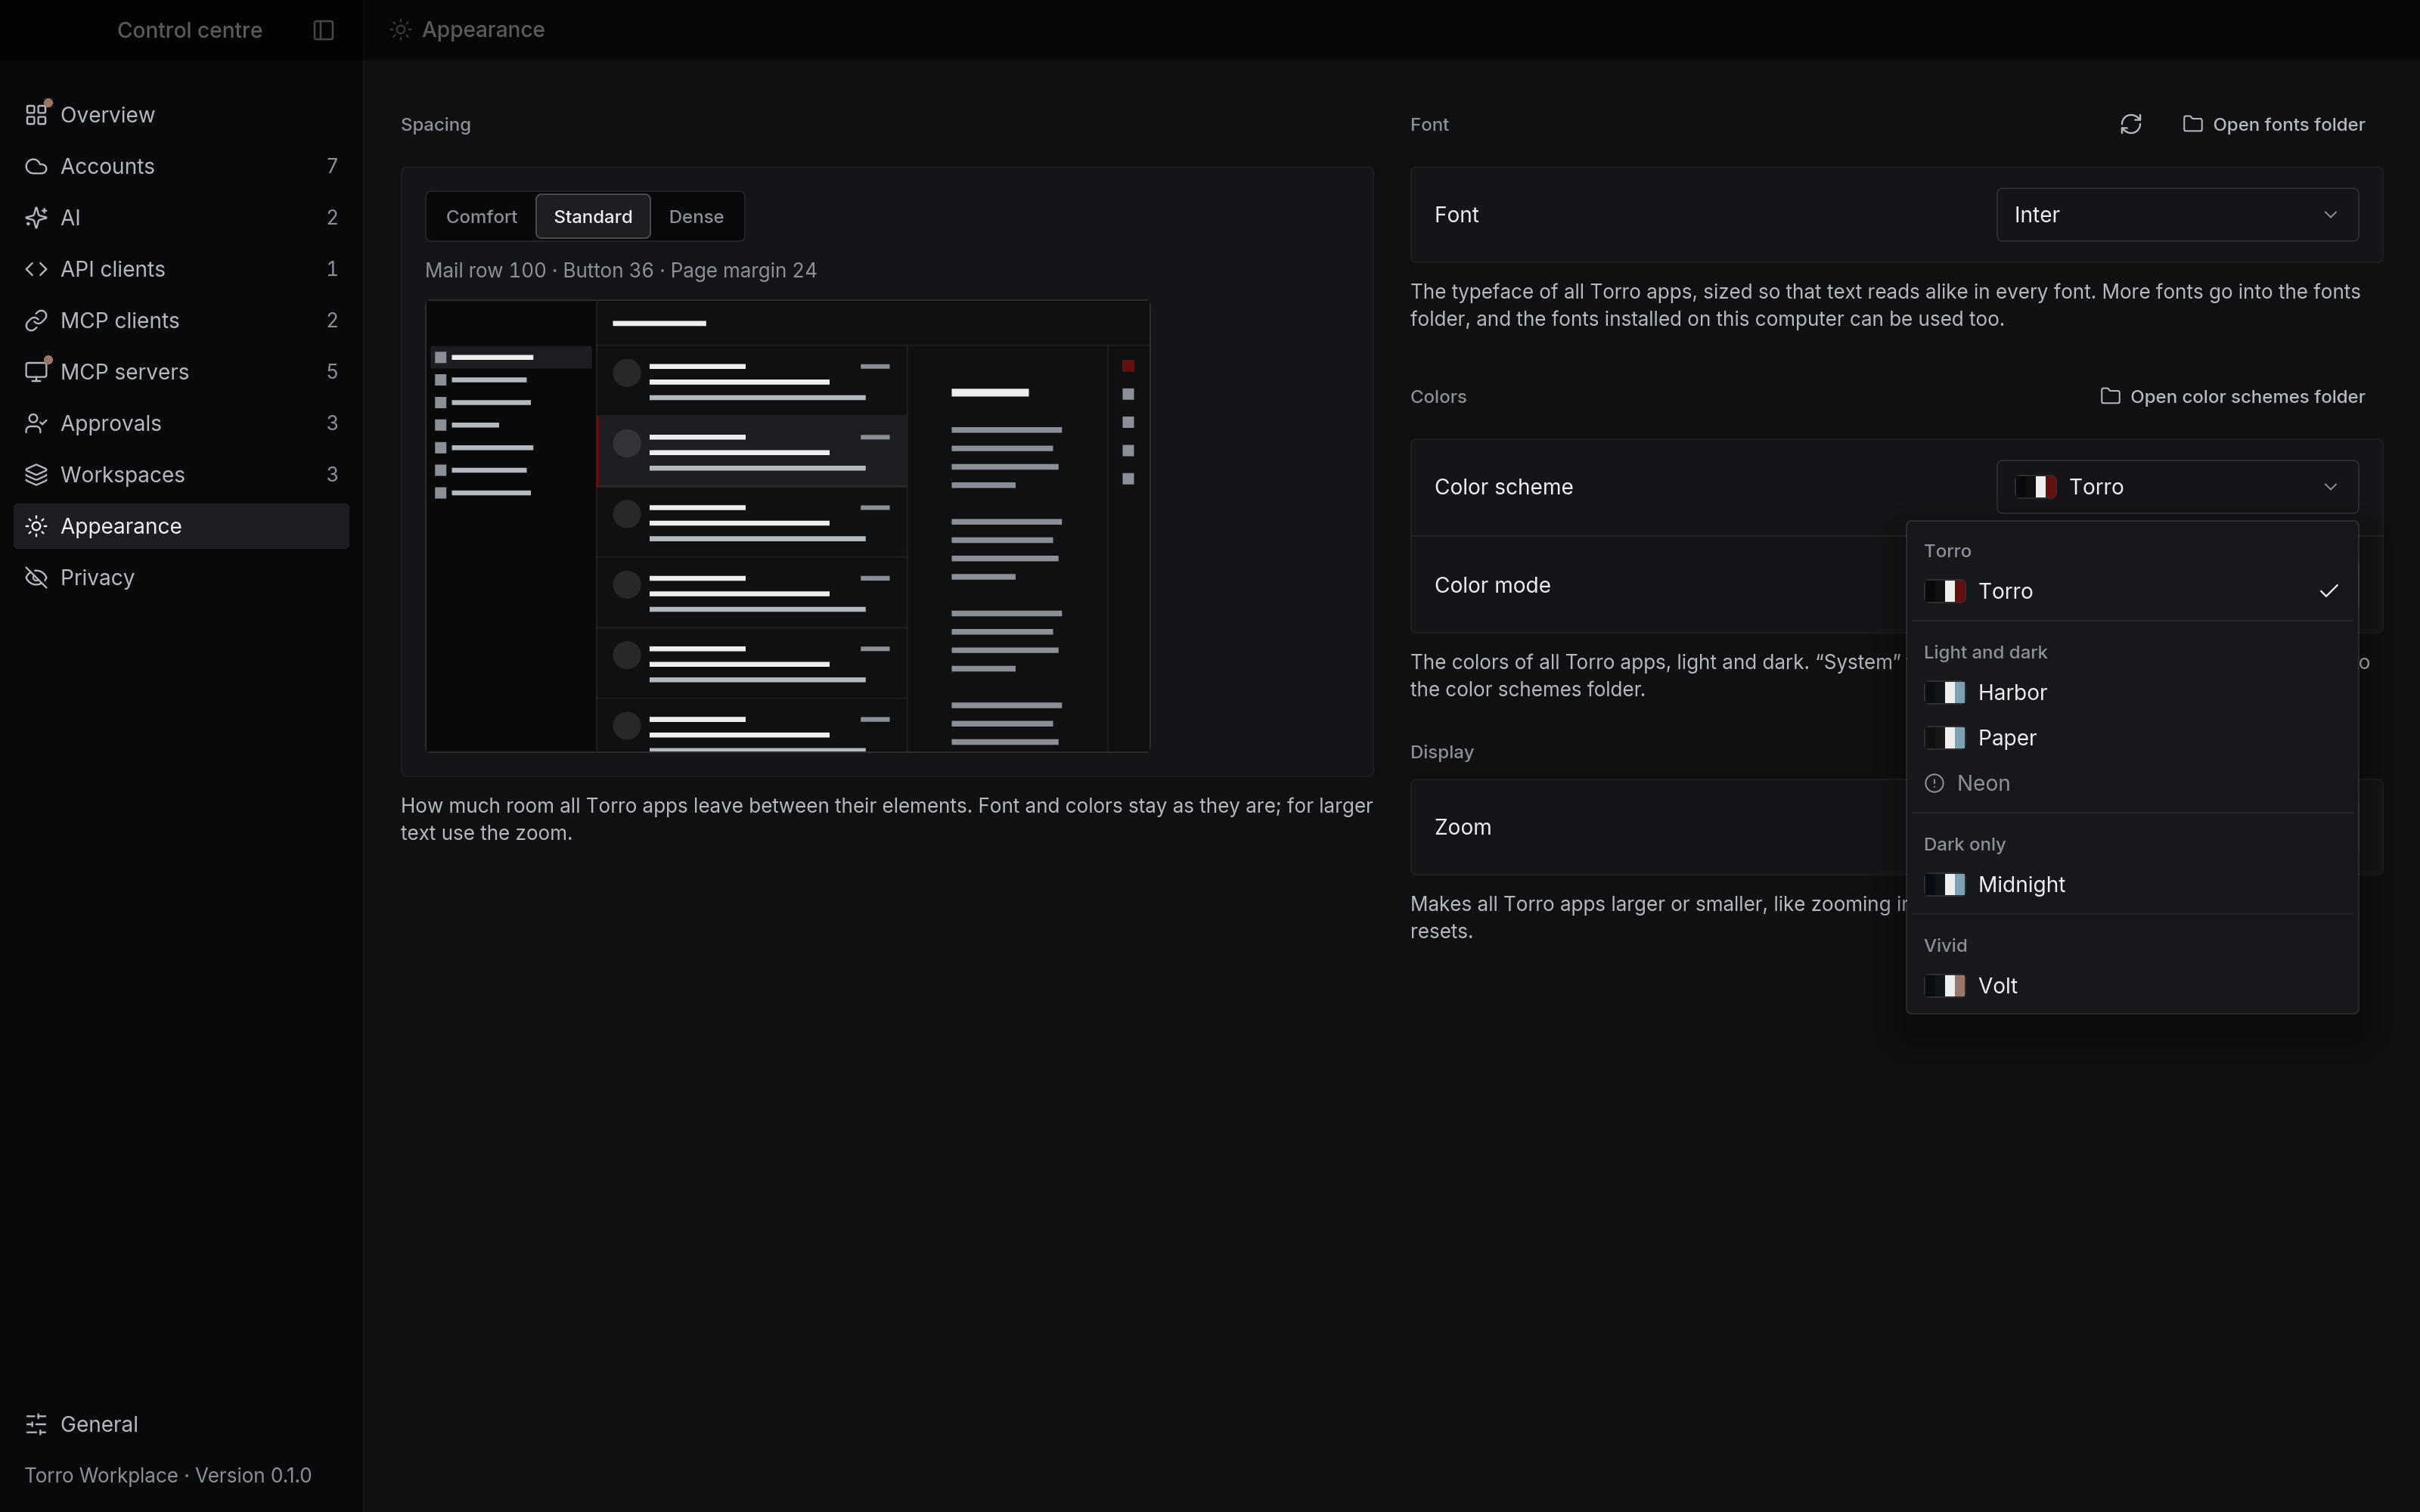 Control centre
Appearance
Overview
Accounts 7
AI 2
API clients 1
MCP clients 2
MCP servers 5
Approvals 3
Workspaces 3
Appearance
Privacy
General
Torro Workplace · Version 0.1.0
Spacing
Comfort Standard Dense
Mail row 100 · Button 36 · Page margin 24
How much room all Torro apps leave between their elements. Font and colors stay as they are; for larger
text use the zoom.
Font
Open fonts folder
Font
Inter
The typeface of all Torro apps, sized so that text reads alike in every font. More fonts go into the fonts
folder, and the fonts installed on this computer can be used too.
Colors
Open color schemes folder
Color scheme
Torro
Color mode
The colors of all Torro apps, light and dark. “System”
the color schemes folder.
Display
Zoom
Makes all Torro apps larger or smaller, like zooming
resets.
Torro
Torro
Light and dark
Harbor
Paper
Neon
Dark only
Midnight
Vivid
Volt